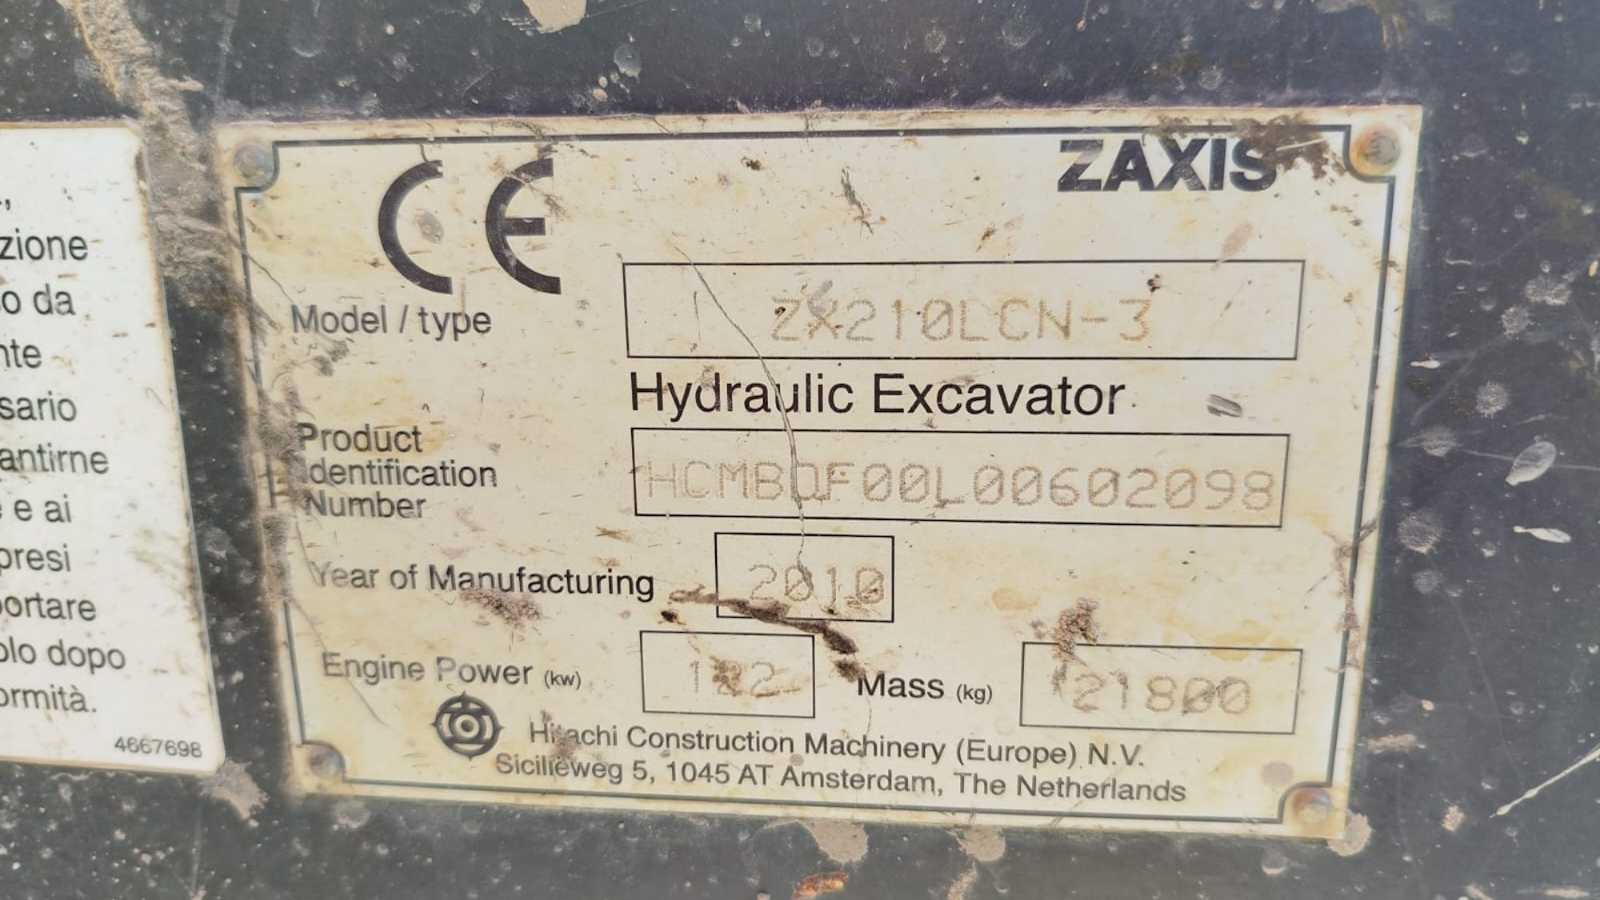 ,
zione
o da
nte
sario
antirne
e e ai
presi
portare
olo dopo
ormità.
4667698
CE
ZAXIS
Model / type
ZX210LCN-3
Hydraulic Excavator
Product
Identification
Number
HCMBQF00L00602098
Year of Manufacturing
2010
Engine Power (kw)
122
Mass (kg)
21800
Hitachi Construction Machinery (Europe) N.V.
Sicilieweg 5, 1045 AT Amsterdam, The Netherlands